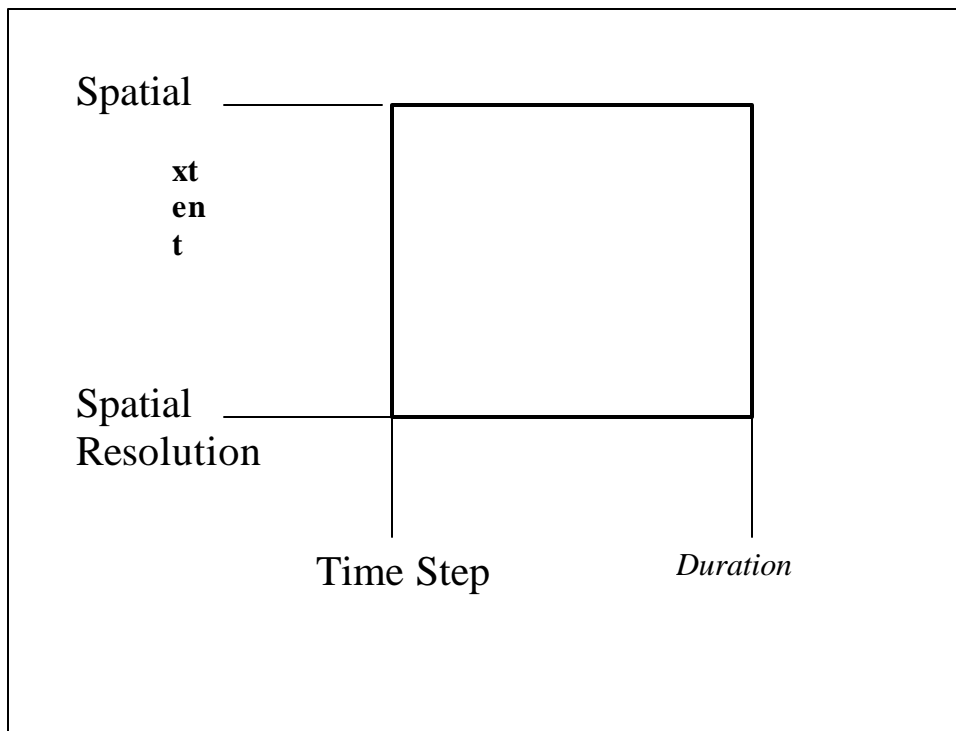 Spatial
xt
en
t
Spatial
Resolution
Time Step
Duration